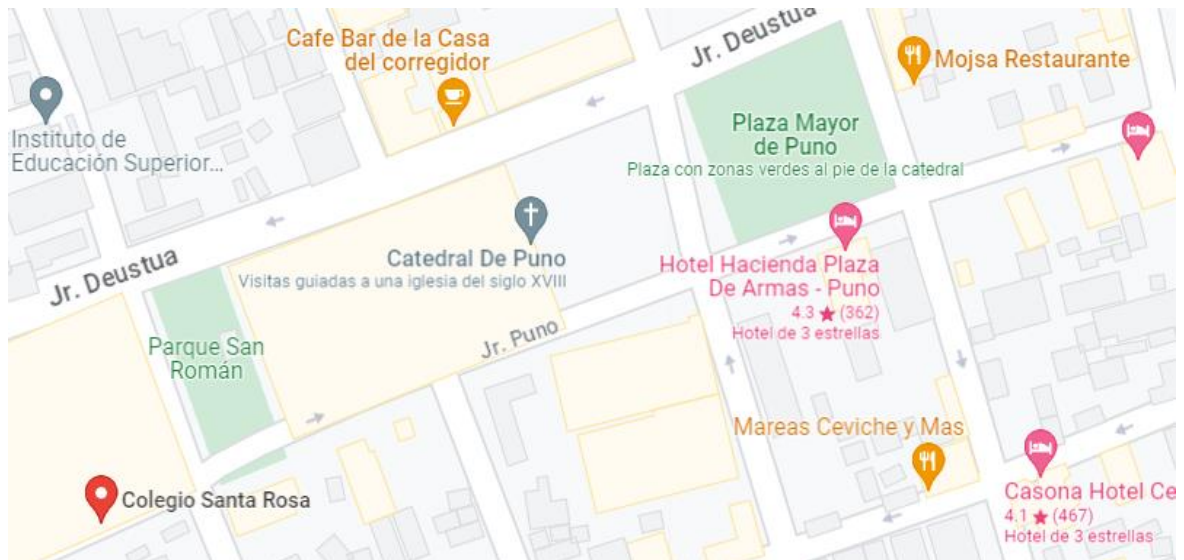 Jr. Deustua
Cafe Bar de la Casa
del corregidor
Mojsa Restaurante
Instituto de
Educación Superior...
Plaza Mayor
de Puno
Plaza con zonas verdes al pie de la catedral
Catedral De Puno
Visitas guiadas a una iglesia del siglo XVIII
Jr. Deustua
Hotel Hacienda Plaza
De Armas - Puno
4.3 ★ (362)
Hotel de 3 estrellas
Jr. Puno
Parque San
Román
Mareas Ceviche y Mas
Colegio Santa Rosa
Casona Hotel Ce
4.1 ★ (467)
Hotel de 3 estrellas